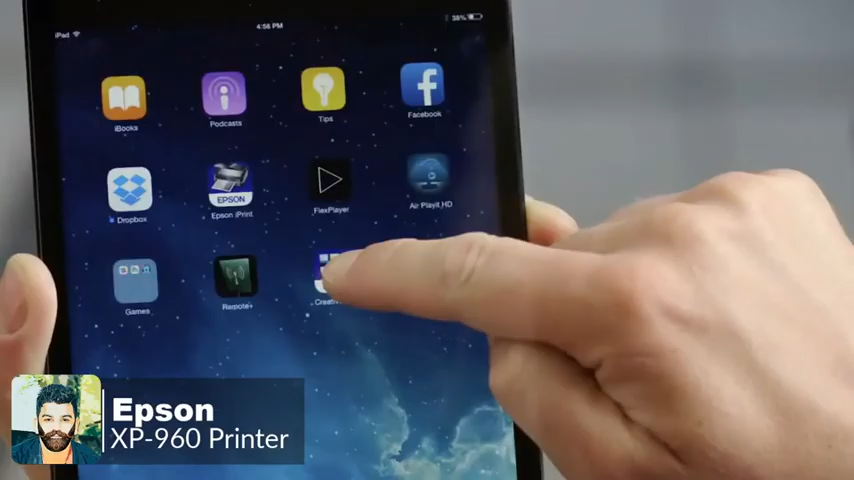 iPad
4:56 PM
38%
iBooks
Podcasts
Tips
Facebook
Dropbox
EPSON
Epson iPrint
FlexPlayer
Air Playit HD
Games
Remote
Epson
XP-960 Printer